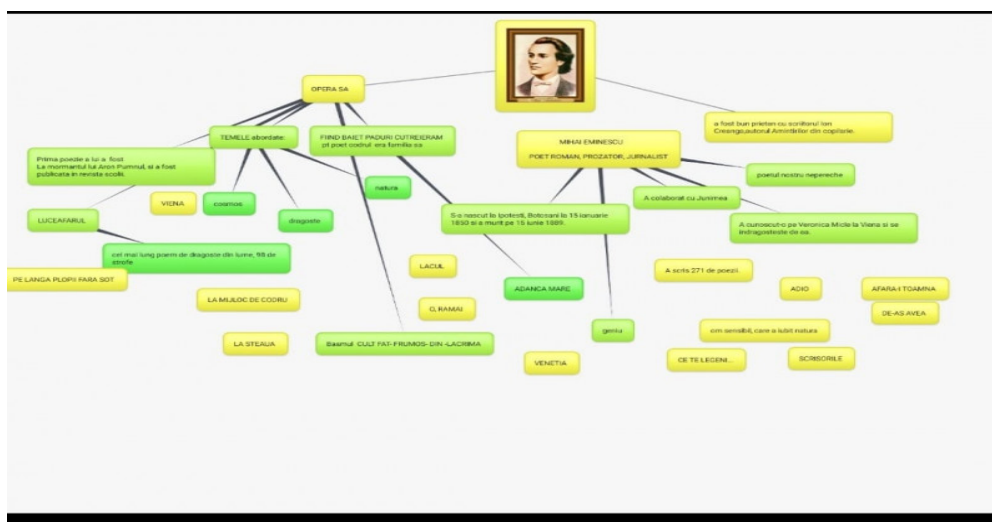 OPERA SA
a fost bun prieten cu scriitorul Ion
Creanga,autorul Amintirilor din copilarie.
TEMELE abordate:
FIIND BAIET PADURI CUTREIERAM
pt poet codrul era familia sa
MIHAI EMINESCU
POET ROMAN, PROZATOR, JURNALIST
Prima poezie a lui a fost
La mormantul lui Aron Pumnul, si a fost
publicata in revista scolii.
poetul nostru nepereche
natura
A colaborat cu Junimea
VIENA
cosmos
dragoste
LUCEAFARUL
S-a nascut la Ipotesti, Botosani la 15 ianuarie
1850 si a murit pe 15 iunie 1889.
A cunoscut-o pe Veronica Micle la Viena si se
indragosteste de ea.
cel mai lung poem de dragoste din lume, 98 de
strofe
PE LANGA PLOPII FARA SOT
LACUL
A scris 271 de poezii.
ADANCA MARE
ADIO
AFARA-I TOAMNA
LA MIJLOC DE CODRU
O, RAMAI
DE-AS AVEA
geniu
om sensibil, care a iubit natura
LA STEAUA
Basmul CULT FAT- FRUMOS- DIN -LACRIMA
VENETIA
CE TE LEGENI...
SCRISORILE